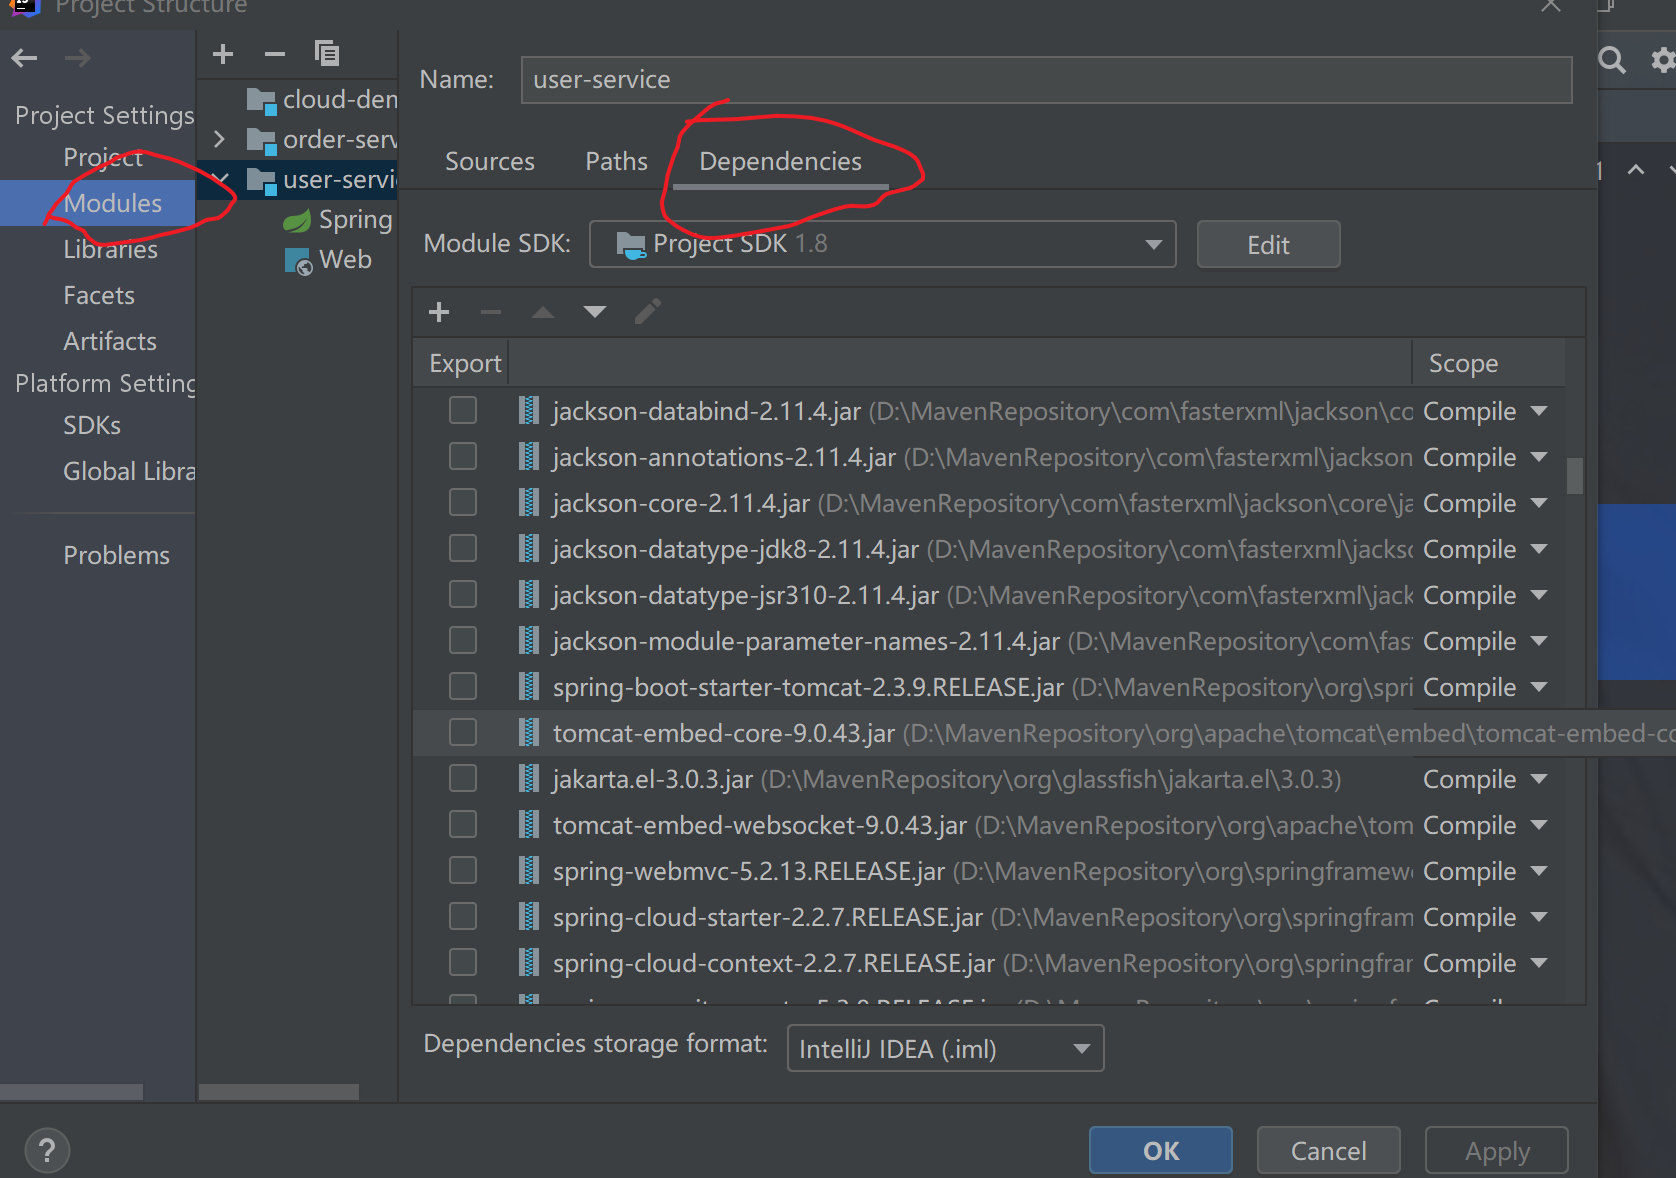 Project Structure
Project Settings
Project
Modules
Libraries
Facets
Artifacts
Platform Setting
SDKs
Global Libra
Problems
cloud-den
order-serv
user-servi
Spring
Web
Name: user-service
Sources Paths Dependencies
Module SDK: Project SDK 1.8 Edit
Export Scope
jackson-databind-2.11.4.jar (D:\MavenRepository\com\fasterxml\jackson\co Compile
jackson-annotations-2.11.4.jar (D:\MavenRepository\com\fasterxml\jackson Compile
jackson-core-2.11.4.jar (D:\MavenRepository\com\fasterxml\jackson\core\ja Compile
jackson-datatype-jdk8-2.11.4.jar (D:\MavenRepository\com\fasterxml\jacksc Compile
jackson-datatype-jsr310-2.11.4.jar (D:\MavenRepository\com\fasterxml\jack Compile
jackson-module-parameter-names-2.11.4.jar (D:\MavenRepository\com\fas Compile
spring-boot-starter-tomcat-2.3.9.RELEASE.jar (D:\MavenRepository\org\spri Compile
tomcat-embed-core-9.0.43.jar (D:\MavenRepository\org\apache\tomcat\embed\tomcat-embed-co
jakarta.el-3.0.3.jar (D:\MavenRepository\org\glassfish\jakarta.el\3.0.3) Compile
tomcat-embed-websocket-9.0.43.jar (D:\MavenRepository\org\apache\tom Compile
spring-webmvc-5.2.13.RELEASE.jar (D:\MavenRepository\org\springframew Compile
spring-cloud-starter-2.2.7.RELEASE.jar (D:\MavenRepository\org\springfram Compile
spring-cloud-context-2.2.7.RELEASE.jar (D:\MavenRepository\org\springfrar Compile
Dependencies storage format: IntelliJ IDEA (.iml)
? OK Cancel Apply